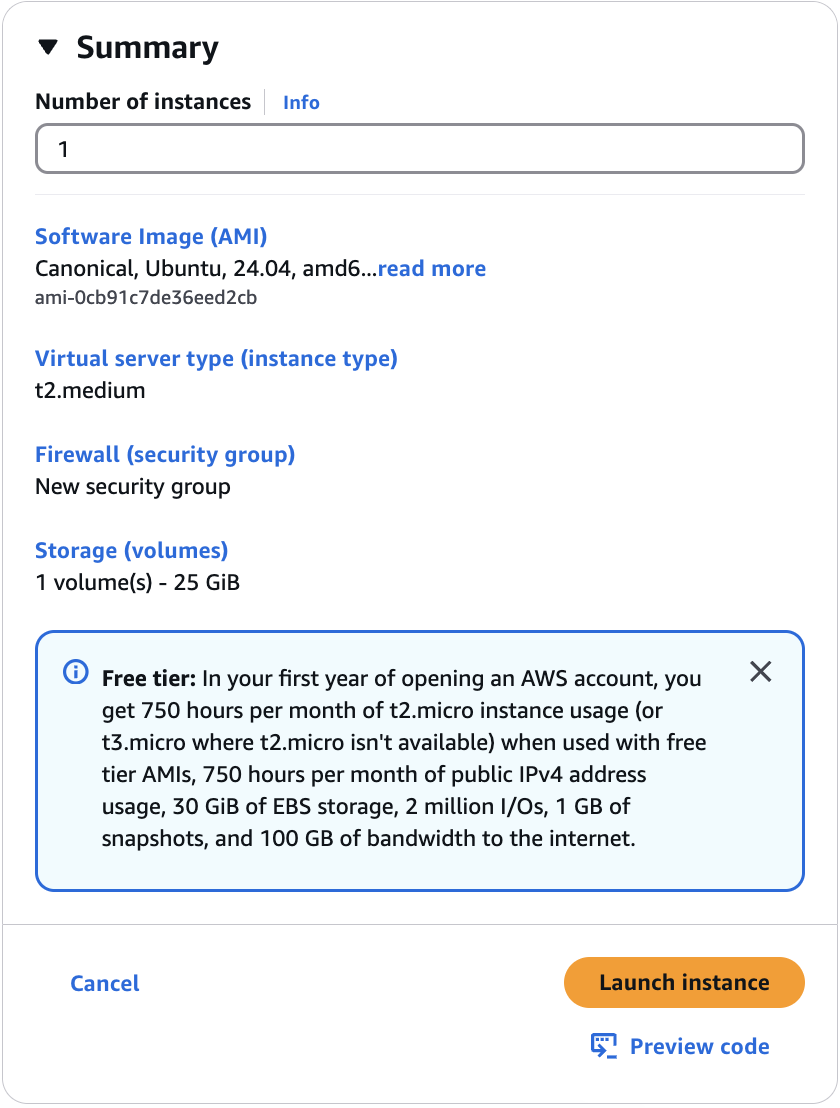 Summary
Number of instances Info
1
Software Image (AMI)
Canonical, Ubuntu, 24.04, amd6...read more
ami-0cb91c7de36eed2cb
Virtual server type (instance type)
t2.medium
Firewall (security group)
New security group
Storage (volumes)
1 volume(s) - 25 GiB
Free tier: In your first year of opening an AWS account, you
get 750 hours per month of t2.micro instance usage (or
t3.micro where t2.micro isn't available) when used with free
tier AMIs, 750 hours per month of public IPv4 address
usage, 30 GiB of EBS storage, 2 million I/Os, 1 GB of
snapshots, and 100 GB of bandwidth to the internet.
Cancel
Launch instance
Preview code